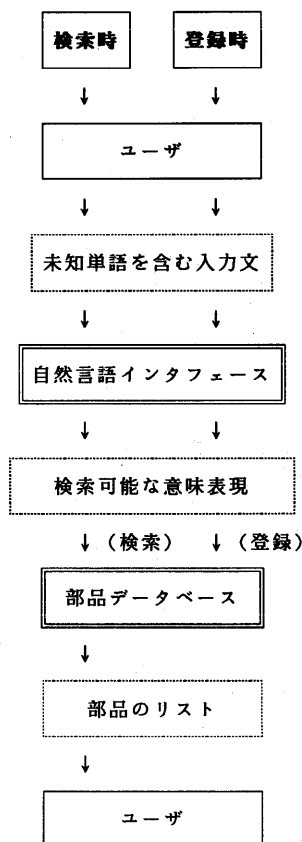 検索時 登録時
↓ ↓
ユーザ
↓ ↓
未知単語を含む入力文
↓ ↓
自然言語インタフェース
↓ ↓
検索可能な意味表現
↓(検索) ↓(登録)
部品データベース
↓
部品のリスト
↓
ユーザ